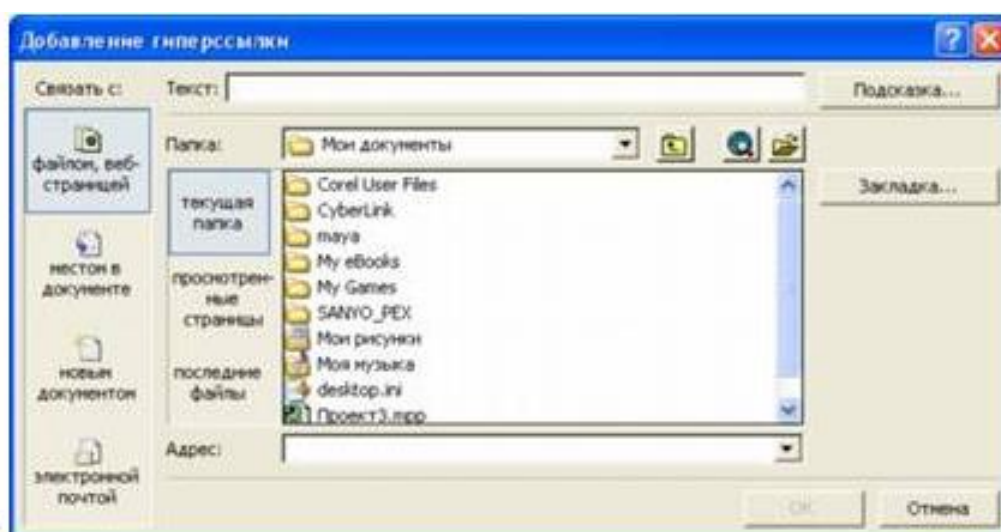 Добавление гиперссылки
Связать с:
Текст:
Подсказка...
файлом, веб-
страницей
Папка:
Мои документы
текущая
папка
Corel User Files
CyberLink
maya
My eBooks
My Games
SANYO_PEX
Мои рисунки
Моя музыка
desktop.ini
Проект3.mpp
Закладка...
местом в
документе
просмотрен-
ные
страницы
новым
документом
последние
файлы
Адрес:
электронной
почтой
ОК
Отмена